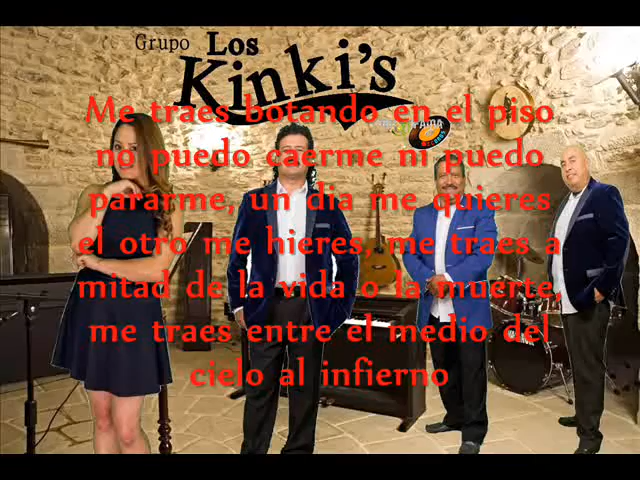 Grupo Los
Kinki's
Me traes botando en el piso
no puedo caerme ni puedo
pararme, un dia me quieres
el otro me hieres, me traes a
mitad de la vida o la muerte,
me traes entre el medio del
cielo al infierno